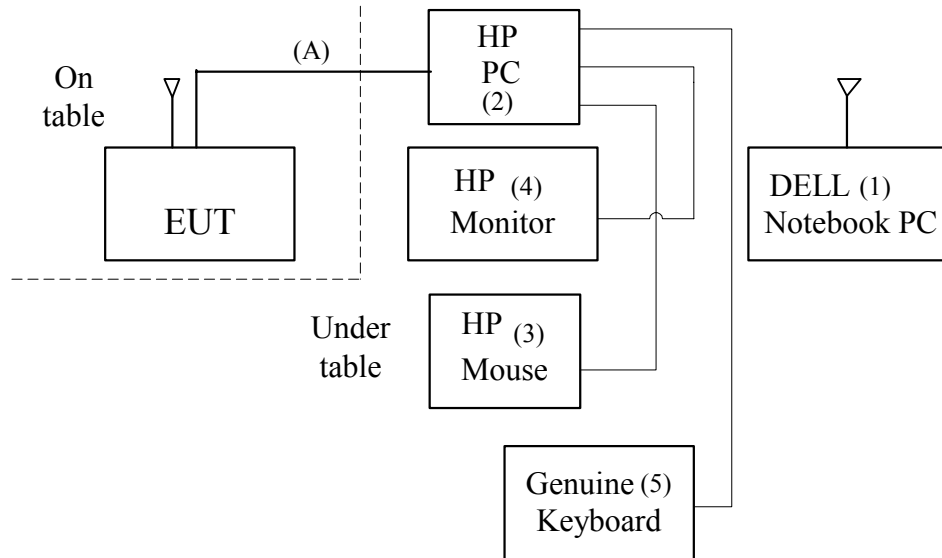 On
table
(A)
EUT
HP
PC
(2)
HP (4)
Monitor
DELL (1)
Notebook PC
Under
table
HP (3)
Mouse
Genuine (5)
Keyboard